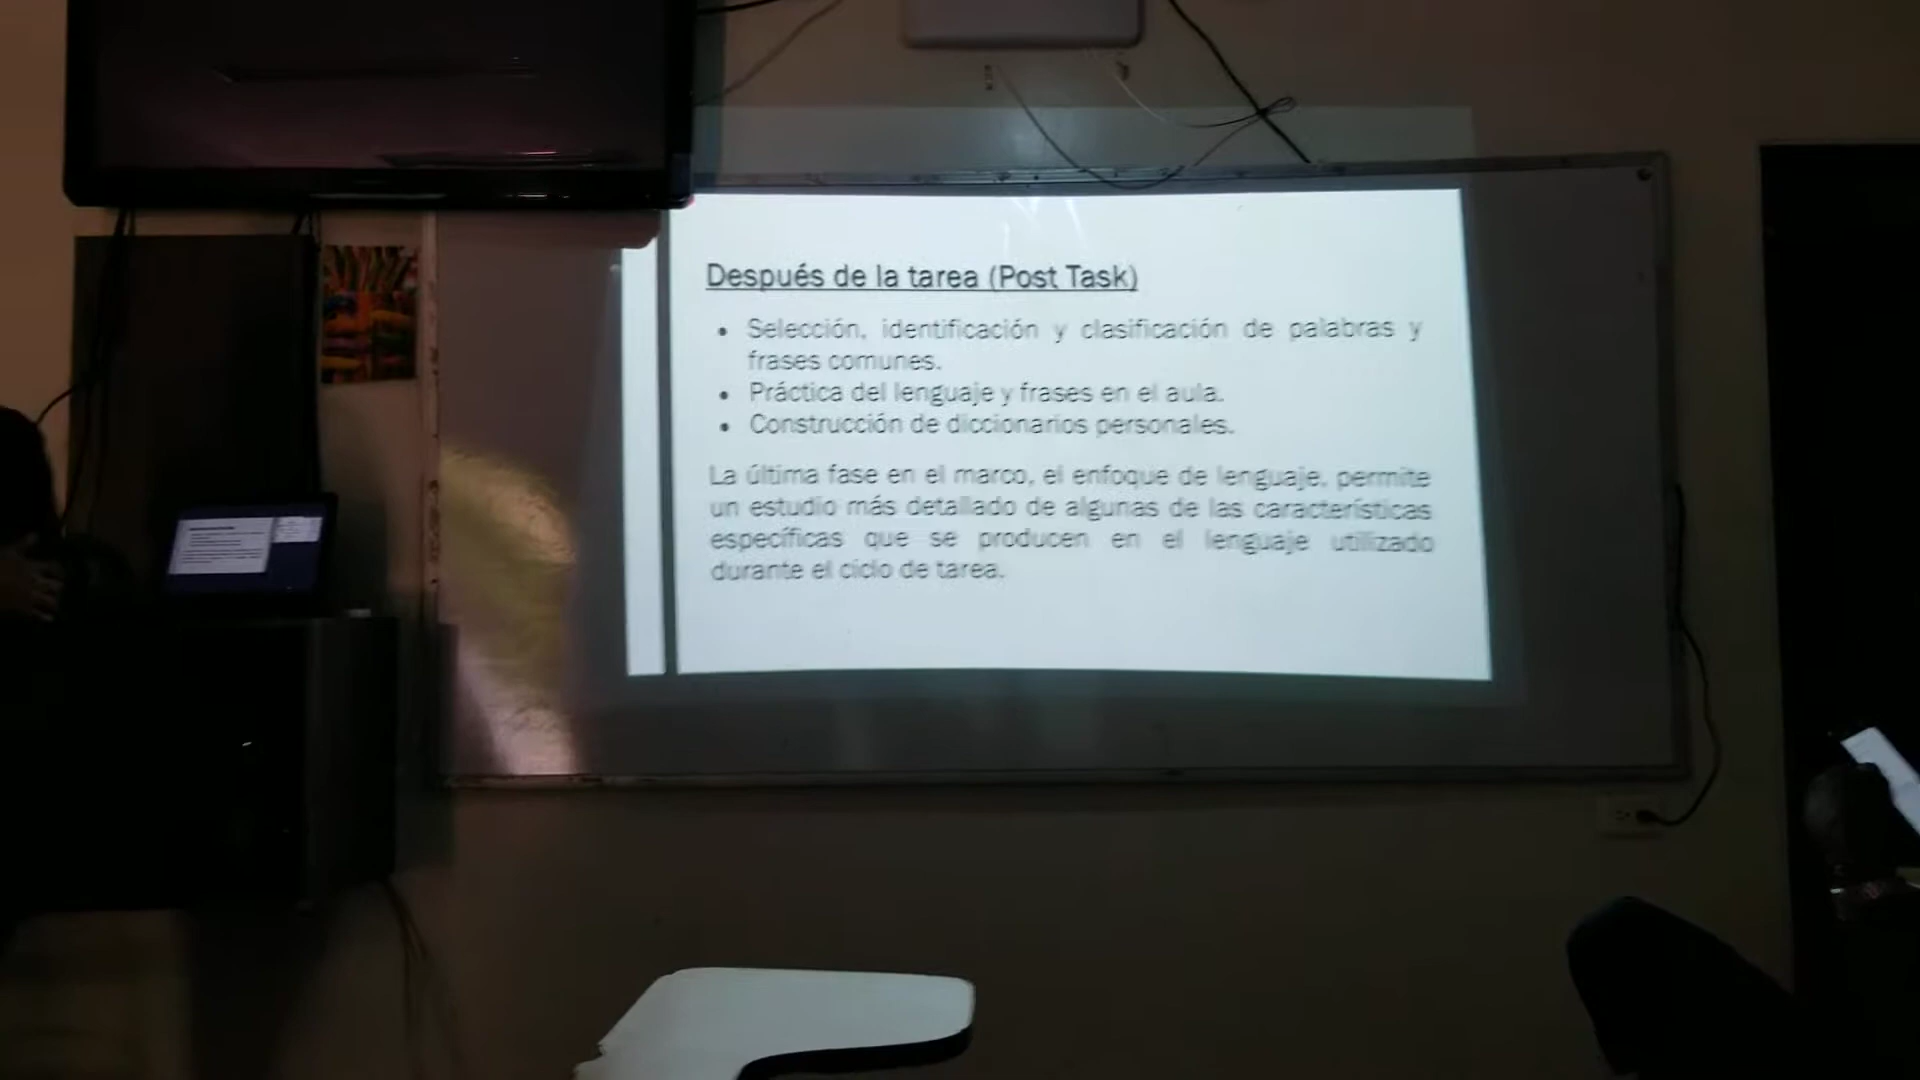 Después de la tarea (Post Task)
• Selección, identificación y clasificación de palabras y
frases comunes.
• Práctica del lenguaje y frases en el aula.
• Construcción de diccionarios personales.
La última fase en el marco, el enfoque de lenguaje, permite
un estudio más detallado de algunas de las características
específicas que se producen en el lenguaje utilizado
durante el ciclo de tarea.